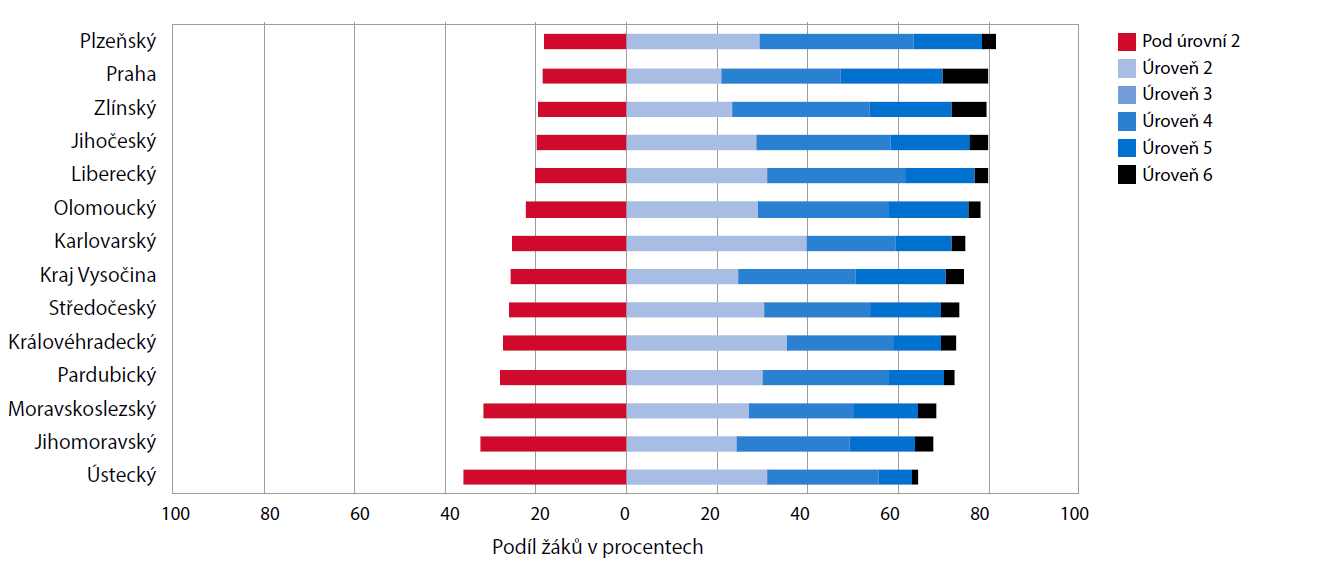 Plzeňský
Praha
Zlínský
Jihočeský
Liberecký
Olomoucký
Karlovarský
Kraj Vysočina
Středočeský
Královéhradecký
Pardubický
Moravskoslezský
Jihomoravský
Ústecký
100 80 60 40 20 0 20 40 60 80 100
Podíl žáků v procentech
Pod úrovní 2
Úroveň 2
Úroveň 3
Úroveň 4
Úroveň 5
Úroveň 6